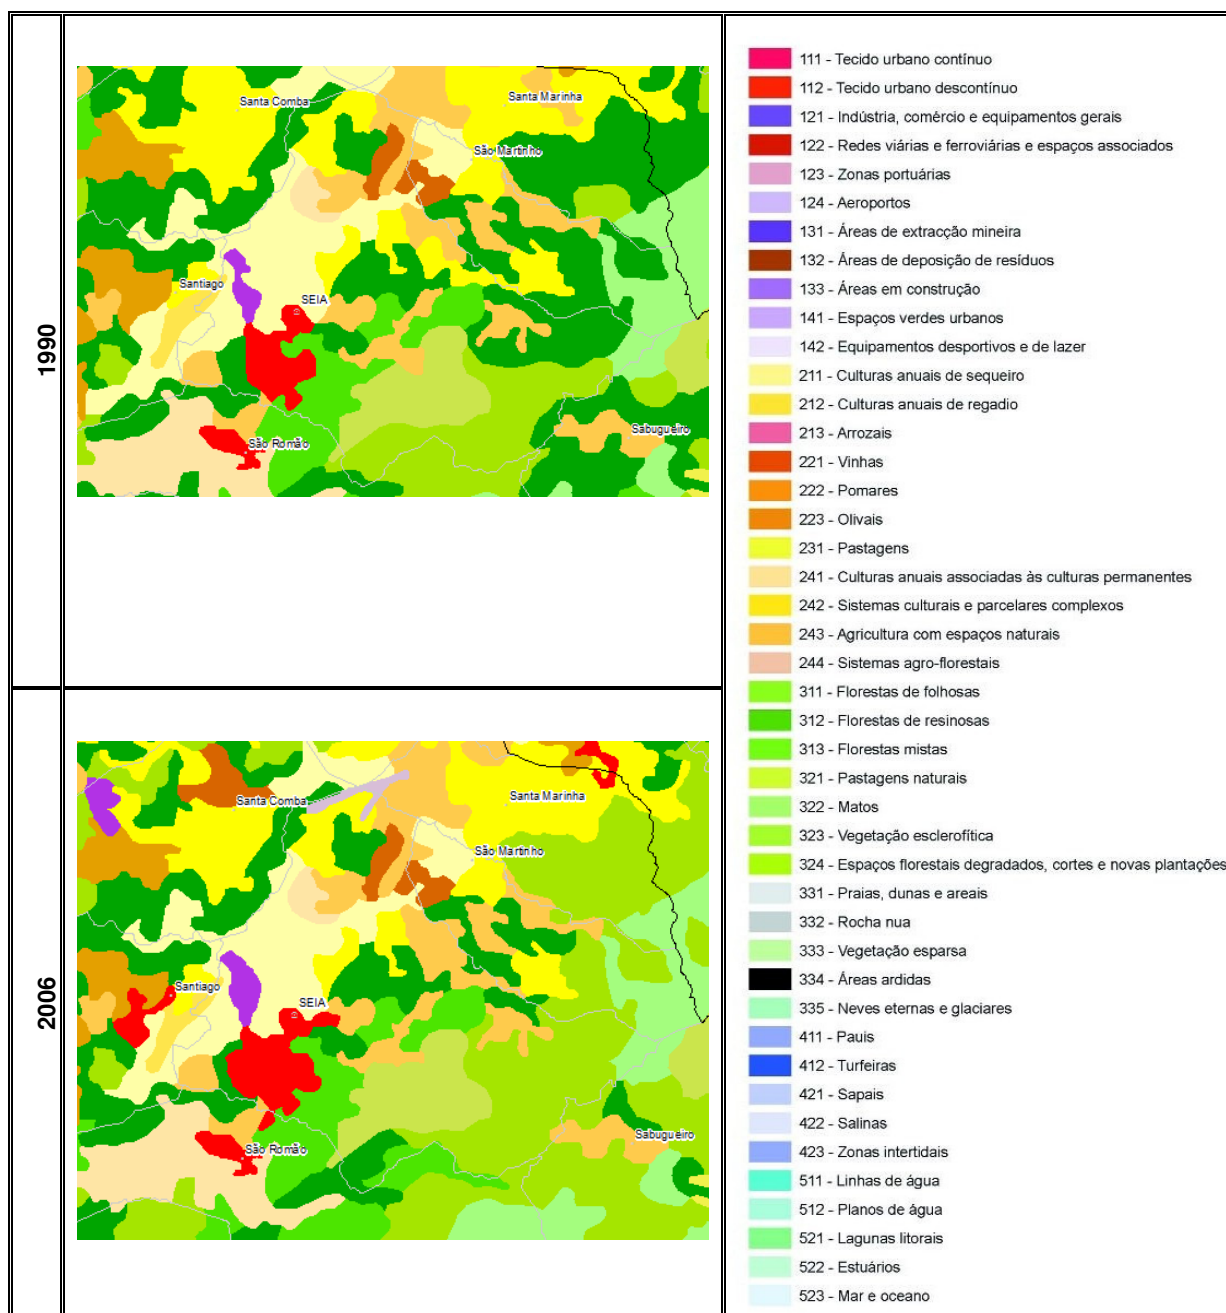 1990
Santa Comba
Santa Marinha
São Martinho
Santiago
SEIA
São Romão
Sabugueiro
2006
Santa Comba
Santa Marinha
São Martinho
Santiago
SEIA
São Romão
Sabugueiro
111 - Tecido urbano contínuo
112 - Tecido urbano descontínuo
121 - Indústria, comércio e equipamentos gerais
122 - Redes viárias e ferroviárias e espaços associados
123 - Zonas portuárias
124 - Aeroportos
131 - Áreas de extracção mineira
132 - Áreas de deposição de resíduos
133 - Áreas em construção
141 - Espaços verdes urbanos
142 - Equipamentos desportivos e de lazer
211 - Culturas anuais de sequeiro
212 - Culturas anuais de regadio
213 - Arrozais
221 - Vinhas
222 - Pomares
223 - Olivais
231 - Pastagens
241 - Culturas anuais associadas às culturas permanentes
242 - Sistemas culturais e parcelares complexos
243 - Agricultura com espaços naturais
244 - Sistemas agro-florestais
311 - Florestas de folhosas
312 - Florestas de resinosas
313 - Florestas mistas
321 - Pastagens naturais
322 - Matos
323 - Vegetação esclerofítica
324 - Espaços florestais degradados, cortes e novas plantações
331 - Praias, dunas e areais
332 - Rocha nua
333 - Vegetação esparsa
334 - Áreas ardidas
335 - Neves eternas e glaciares
411 - Pauis
412 - Turfeiras
421 - Sapais
422 - Salinas
423 - Zonas intertidais
511 - Linhas de água
512 - Planos de água
521 - Lagunas litorais
522 - Estuários
523 - Mar e oceano